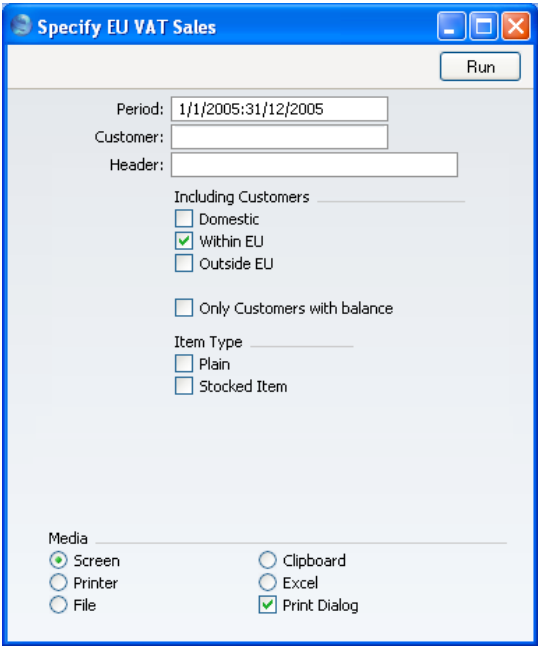 Specify EU VAT Sales
Run
Period: 1/1/2005:31/12/2005
Customer:
Header:
Including Customers
Domestic
Within EU
Outside EU
Only Customers with balance
Item Type
Plain
Stocked Item
Media
Screen Clipboard
Printer Excel
File Print Dialog